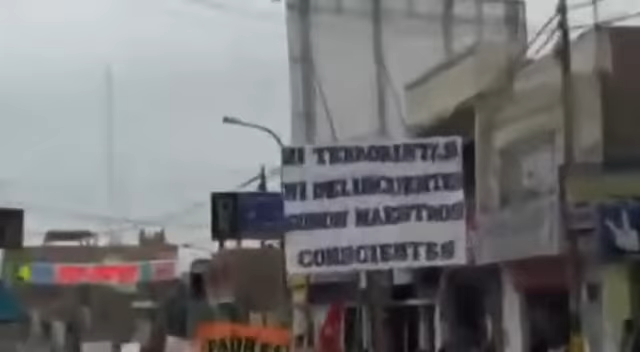 NI TERRORISTAS
NI DELINCUENTES
SOMOS MAESTROS
CONSCIENTES